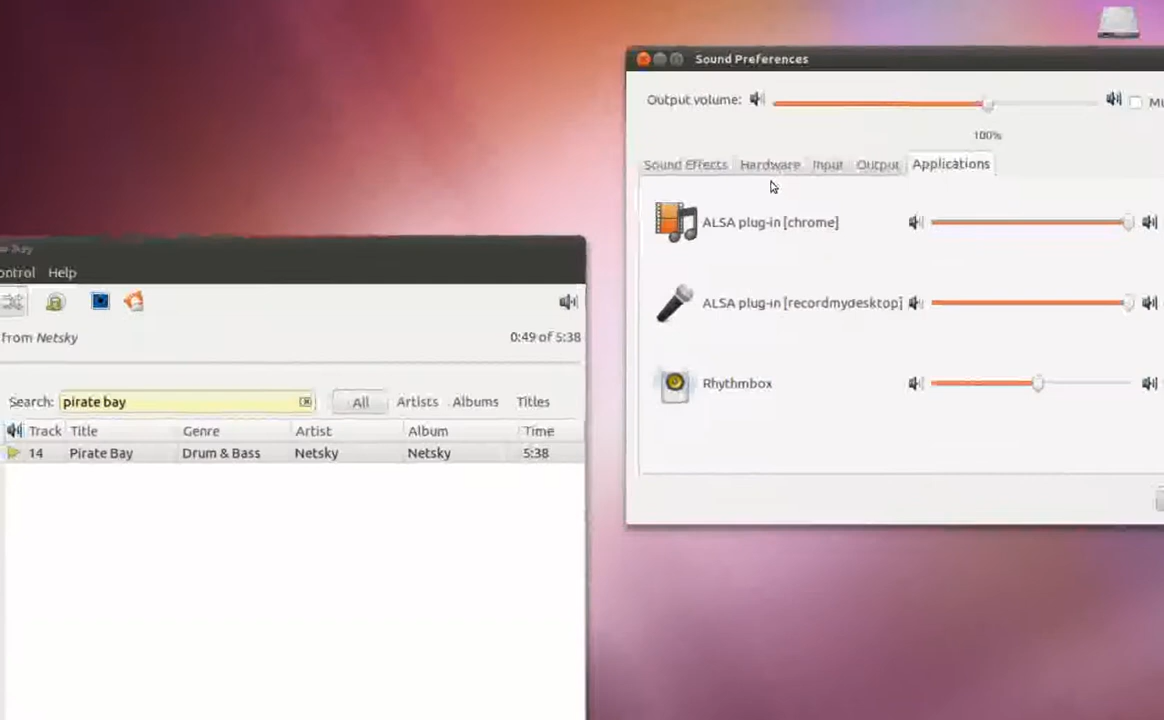 Sound Preferences
Output volume:
100%
Sound Effects Hardware Input Output Applications
ALSA plug-in [chrome]
ALSA plug-in [recordmydesktop]
Rhythmbox
ontrol Help
from Netsky 0:49 of 5:38
Search: pirate bay All Artists Albums Titles
Track Title Genre Artist Album Time
14 Pirate Bay Drum & Bass Netsky Netsky 5:38